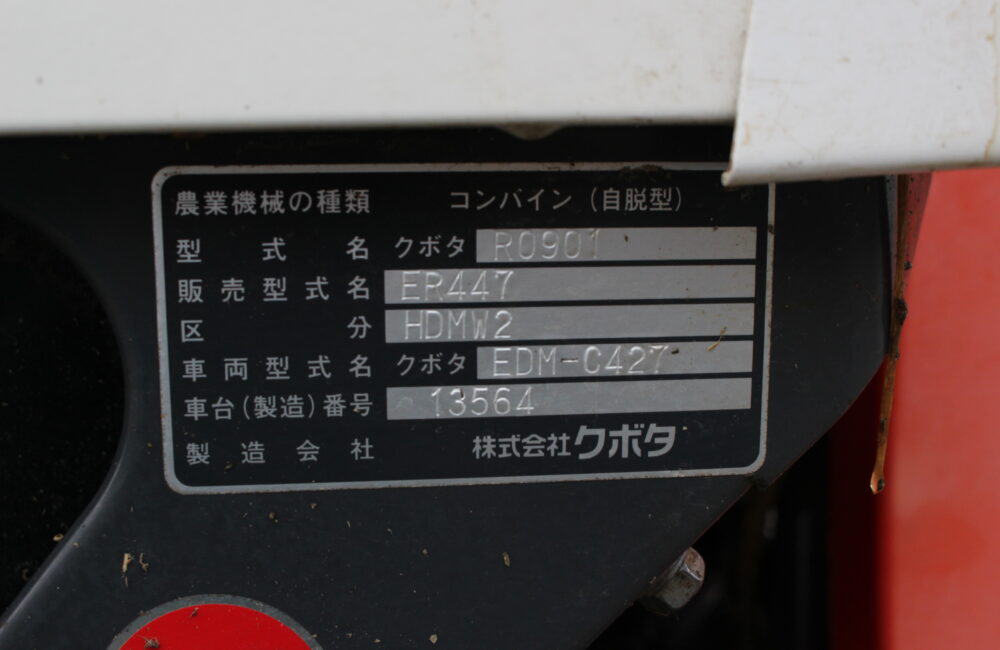 農業機械の種類 コンバイン(自脱型)
型式名 クボタ R0901
販売型式名 ER447
区分 HDMW2
車両型式名 クボタ EDM-C427
車台(製造)番号 13564
製造会社 株式会社クボタ